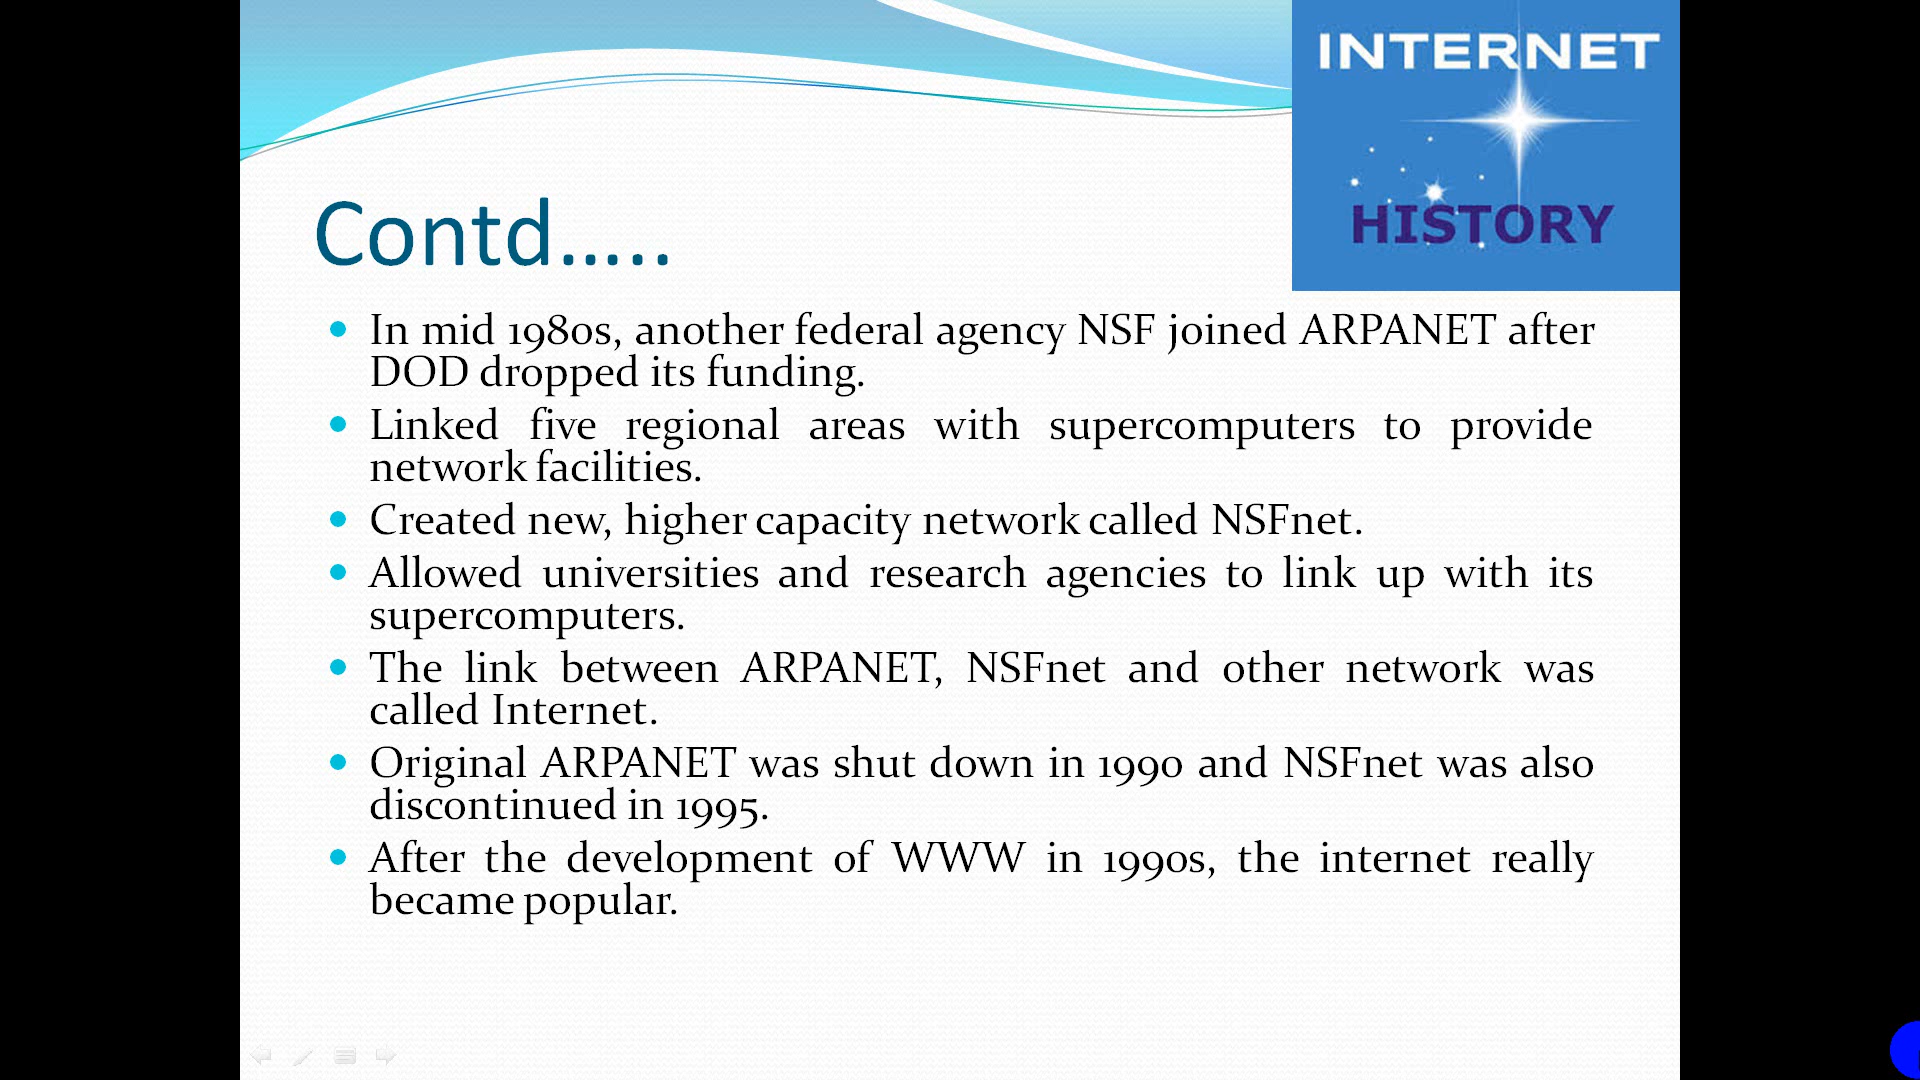 INTERNET
HISTORY
Contd…..
In mid 1980s, another federal agency NSF joined ARPANET after
DOD dropped its funding.
Linked five regional areas with supercomputers to provide
network facilities.
Created new, higher capacity network called NSFnet.
Allowed universities and research agencies to link up with its
supercomputers.
The link between ARPANET, NSFnet and other network was
called Internet.
Original ARPANET was shut down in 1990 and NSFnet was also
discontinued in 1995.
After the development of WWW in 1990s, the internet really
became popular.